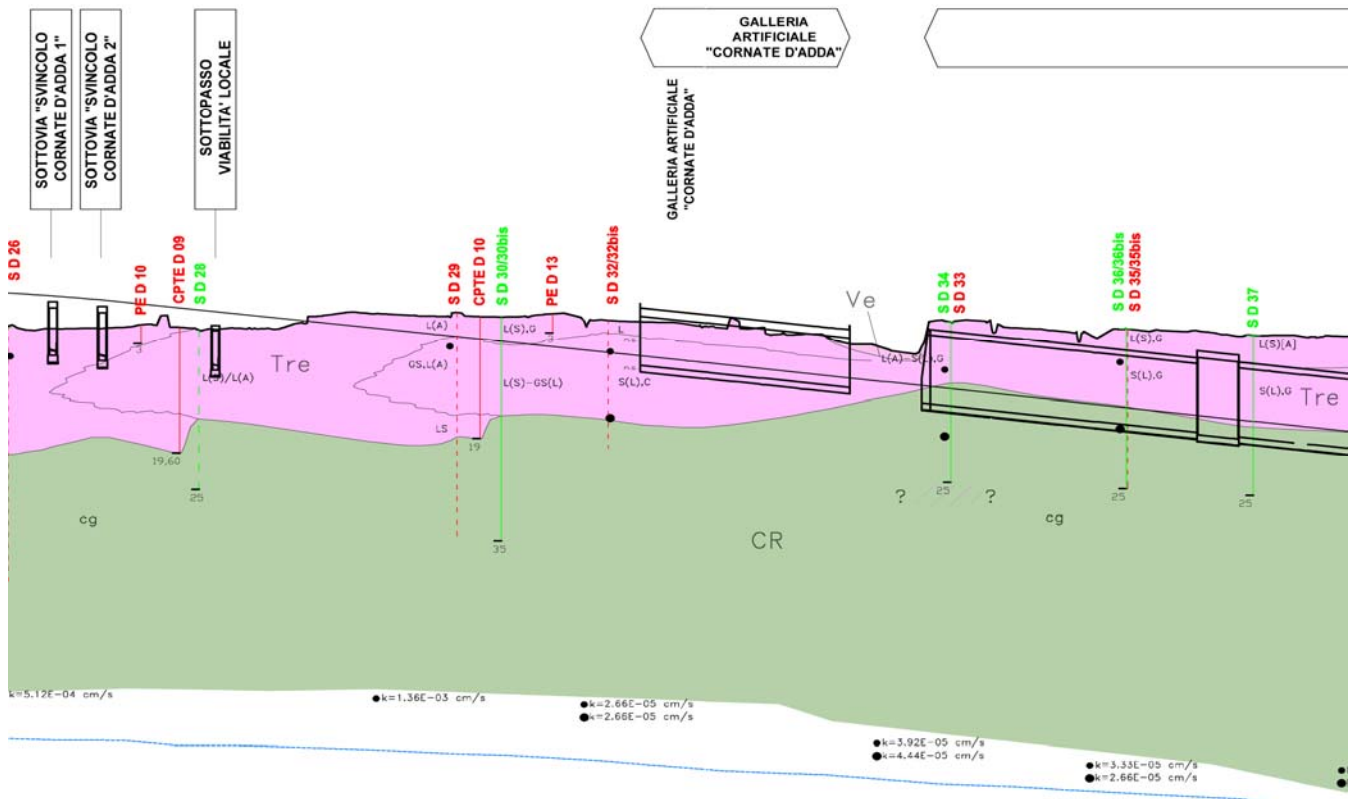 SOTTOVIA "SVINCOLO
CORNATE D'ADDA 1"
SOTTOVIA "SVINCOLO
CORNATE D'ADDA 2"
SOTTOPASSO
VIABILITA' LOCALE
GALLERIA
ARTIFICIALE
"CORNATE D'ADDA"
GALLERIA ARTIFICIALE
"CORNATE D'ADDA"
S D 26
PE D 10
CPTE D 09
S D 28
S D 29
CPTE D 10
S D 30/30bis
PE D 13
S D 32/32bis
S D 34
S D 33
S D 36/36bis
S D 35/35bis
S D 37
Ve
L(A)
L(S),G
L
L(S),G
L(S)[A]
3
3
Tre
GS,L(A)
L(A)-S(L),G
L(S)/L(A)
L(S)-GS(L)
S(L),C
S(L),G
S(L),G
Tre
LS
19,60
19
25
25
25
25
? ?
cg
CR
cg
35
k=5.12E-04 cm/s
k=1.36E-03 cm/s
k=2.66E-05 cm/s
k=2.66E-05 cm/s
k=3.92E-05 cm/s
k=4.44E-05 cm/s
k=3.33E-05 cm/s
k=2.66E-05 cm/s